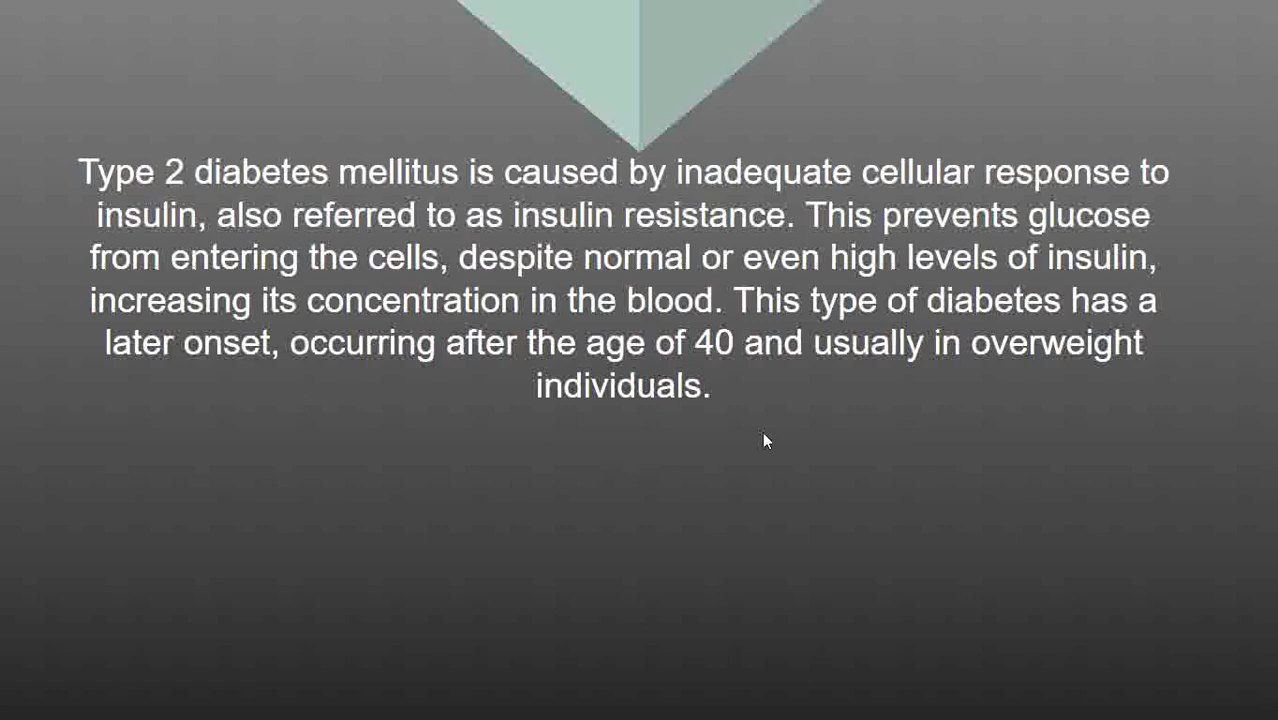 Type 2 diabetes mellitus is caused by inadequate cellular response to
insulin, also referred to as insulin resistance. This prevents glucose
from entering the cells, despite normal or even high levels of insulin,
increasing its concentration in the blood. This type of diabetes has a
later onset, occurring after the age of 40 and usually in overweight
individuals.